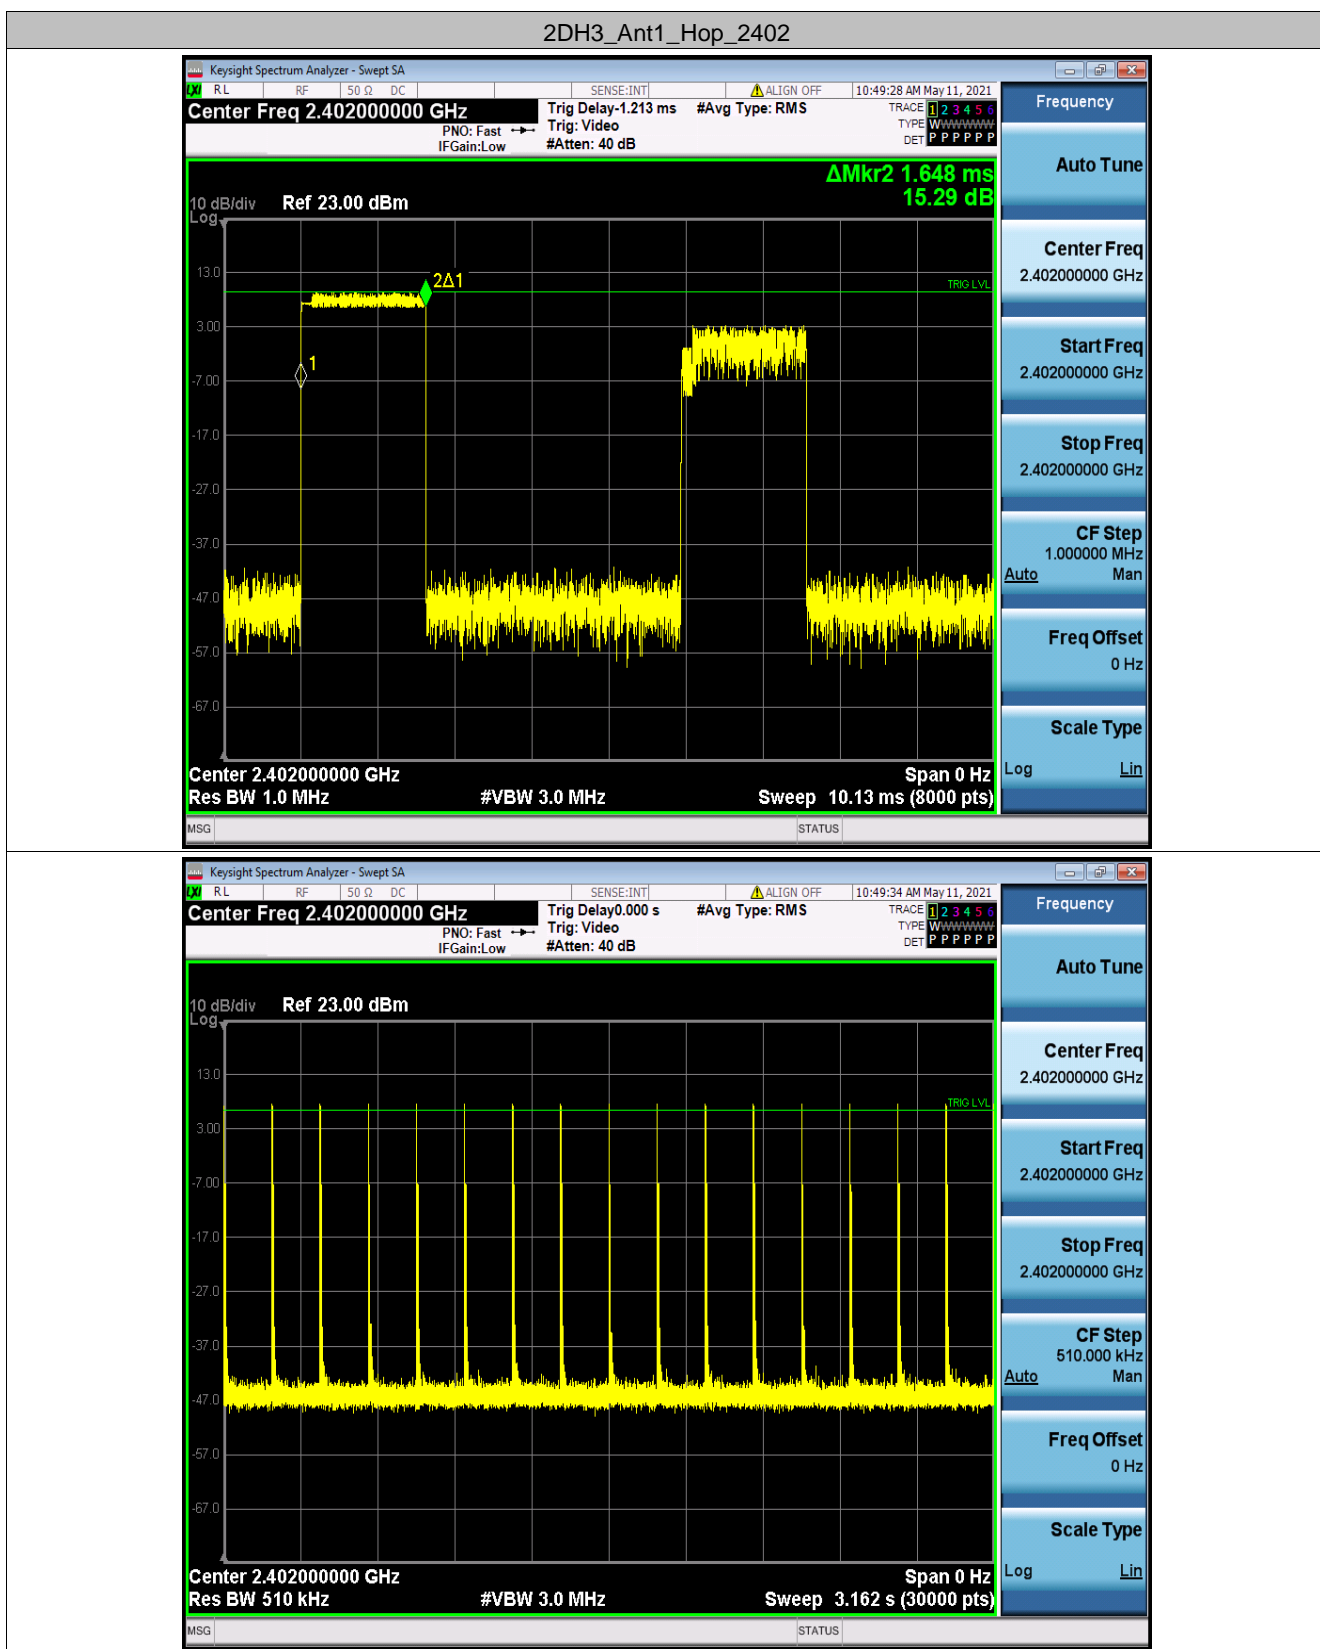 2DH3_Ant1_Hop_2402
Keysight Spectrum Analyzer - Swept SA
LXI RL RF 50 Ω DC SENSE:INT ALIGN OFF 10:49:28 AM May 11, 2021
Center Freq 2.402000000 GHz
PNO: Fast
IFGain:Low
Trig Delay-1.213 ms
Trig: Video
#Atten: 40 dB
#Avg Type: RMS
TRACE 1 2 3 4 5 6
TYPE WWWWWW
DET P P P P P P
ΔMkr2 1.648 ms
15.29 dB
10 dB/div Ref 23.00 dBm
Log
13.0
3.00
-7.00
-17.0
-27.0
-37.0
-47.0
-57.0
-67.0
2Δ1
1
TRIG LVL
Center 2.402000000 GHz Span 0 Hz
Res BW 1.0 MHz #VBW 3.0 MHz Sweep 10.13 ms (8000 pts)
MSG STATUS
Frequency
Auto Tune
Center Freq
2.402000000 GHz
Start Freq
2.402000000 GHz
Stop Freq
2.402000000 GHz
CF Step
1.000000 MHz
Auto Man
Freq Offset
0 Hz
Scale Type
Log Lin
Keysight Spectrum Analyzer - Swept SA
LXI RL RF 50 Ω DC SENSE:INT ALIGN OFF 10:49:34 AM May 11, 2021
Center Freq 2.402000000 GHz
PNO: Fast
IFGain:Low
Trig Delay0.000 s
Trig: Video
#Atten: 40 dB
#Avg Type: RMS
TRACE 1 2 3 4 5 6
TYPE WWWWWW
DET P P P P P P
10 dB/div Ref 23.00 dBm
Log
13.0
3.00
-7.00
-17.0
-27.0
-37.0
-47.0
-57.0
-67.0
TRIG LVL
Center 2.402000000 GHz Span 0 Hz
Res BW 510 kHz #VBW 3.0 MHz Sweep 3.162 s (30000 pts)
MSG STATUS
Frequency
Auto Tune
Center Freq
2.402000000 GHz
Start Freq
2.402000000 GHz
Stop Freq
2.402000000 GHz
CF Step
510.000 kHz
Auto Man
Freq Offset
0 Hz
Scale Type
Log Lin